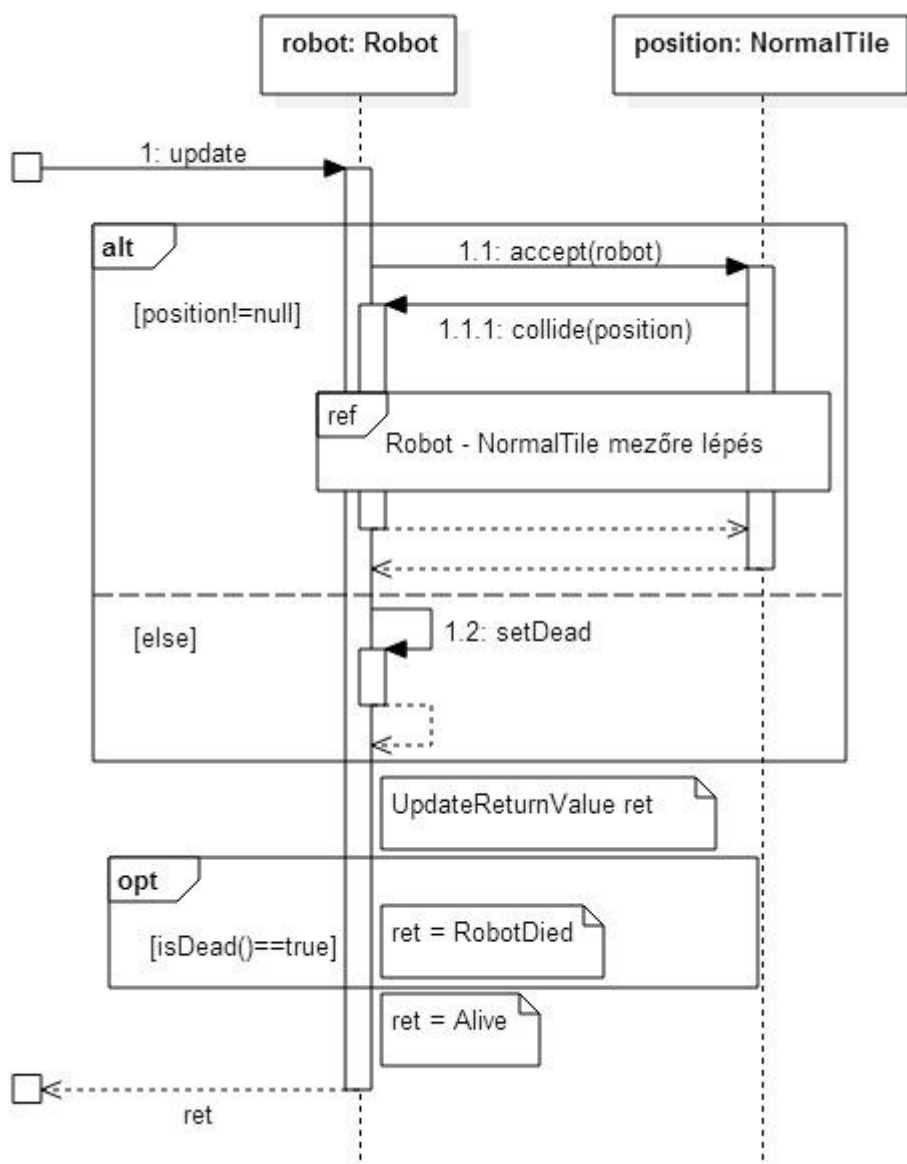 robot: Robot
position: NormalTile
1: update
alt
1.1: accept(robot)
[position!=null]
1.1.1: collide(position)
ref
Robot - NormalTile mezőre lépés
[else]
1.2: setDead
UpdateReturnValue ret
opt
[isDead()==true]
ret = RobotDied
ret = Alive
ret